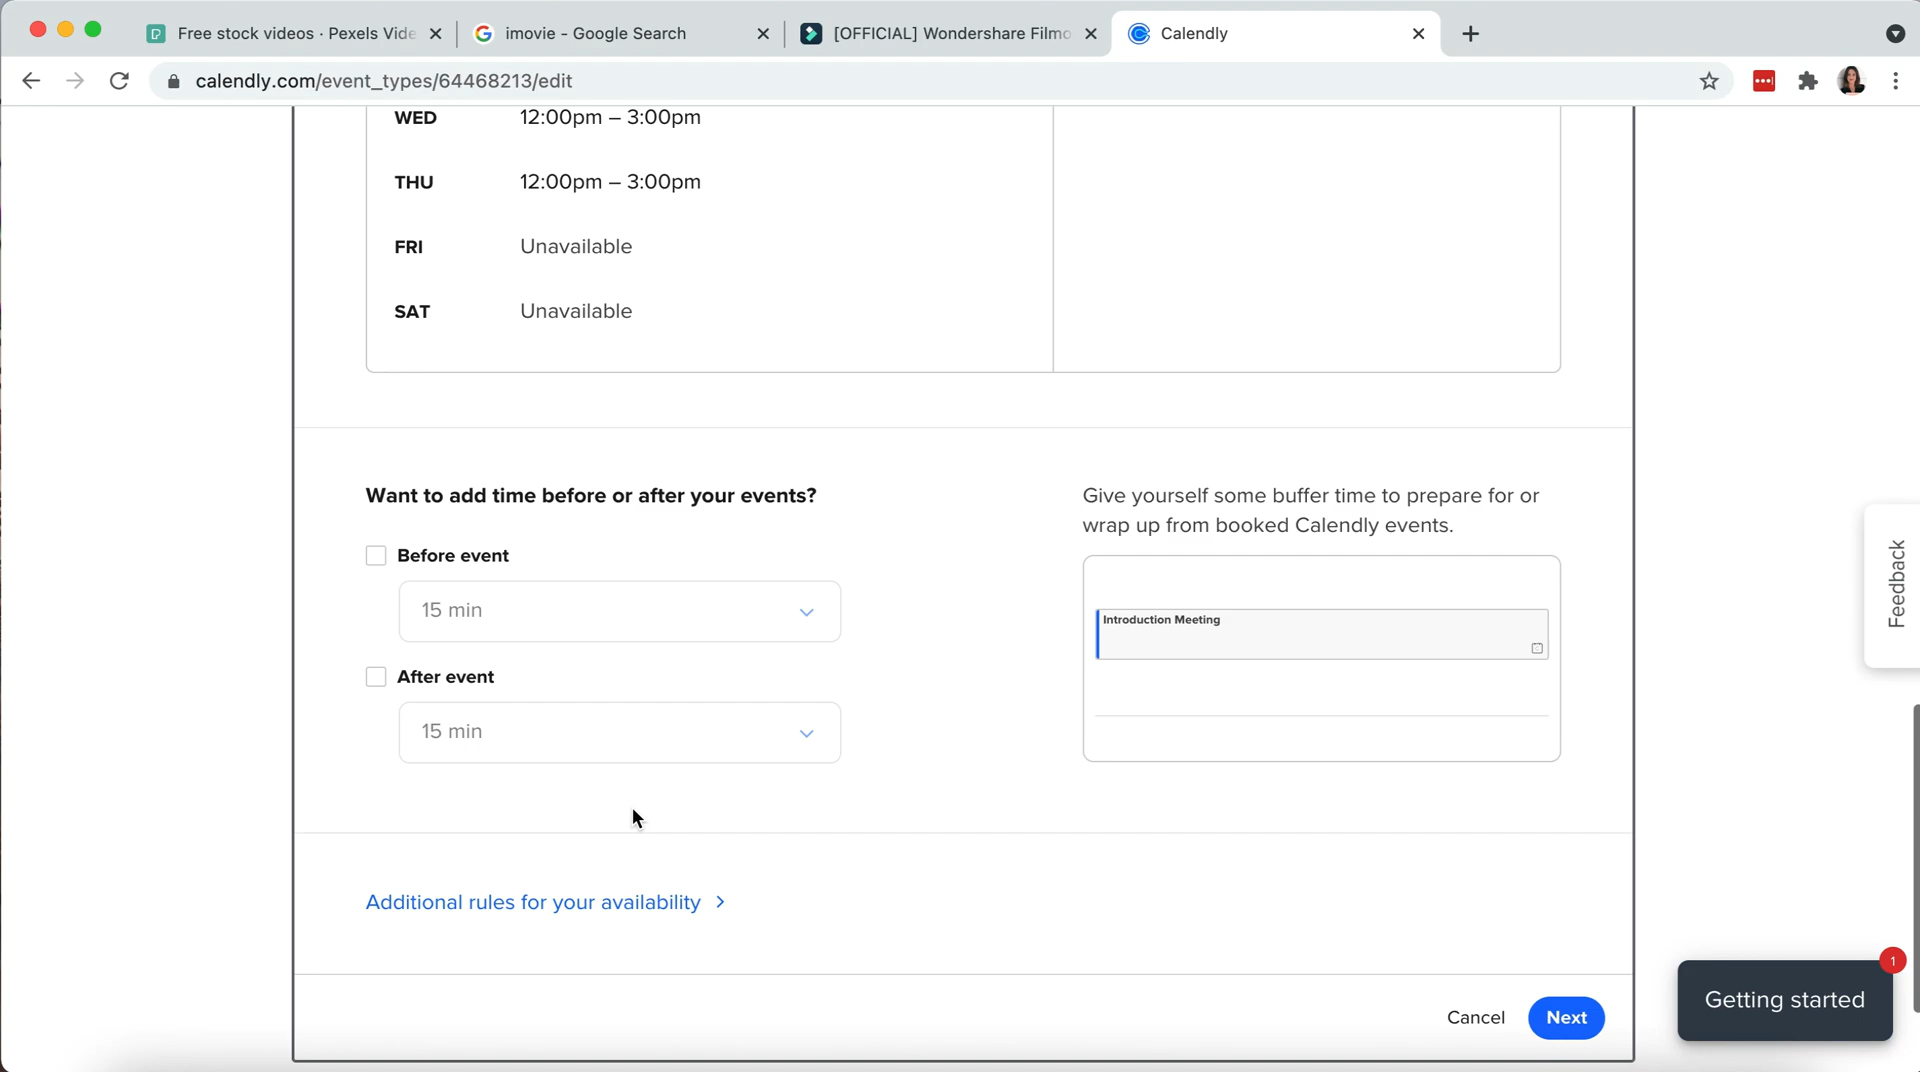 Free stock videos · Pexels Vide
imovie - Google Search
[OFFICIAL] Wondershare Filmo
Calendly
calendly.com/event_types/64468213/edit
WED 12:00pm – 3:00pm
THU 12:00pm – 3:00pm
FRI Unavailable
SAT Unavailable
Want to add time before or after your events?
Before event
15 min
After event
15 min
Give yourself some buffer time to prepare for or
wrap up from booked Calendly events.
Introduction Meeting
Additional rules for your availability
Cancel
Next
Feedback
1
Getting started